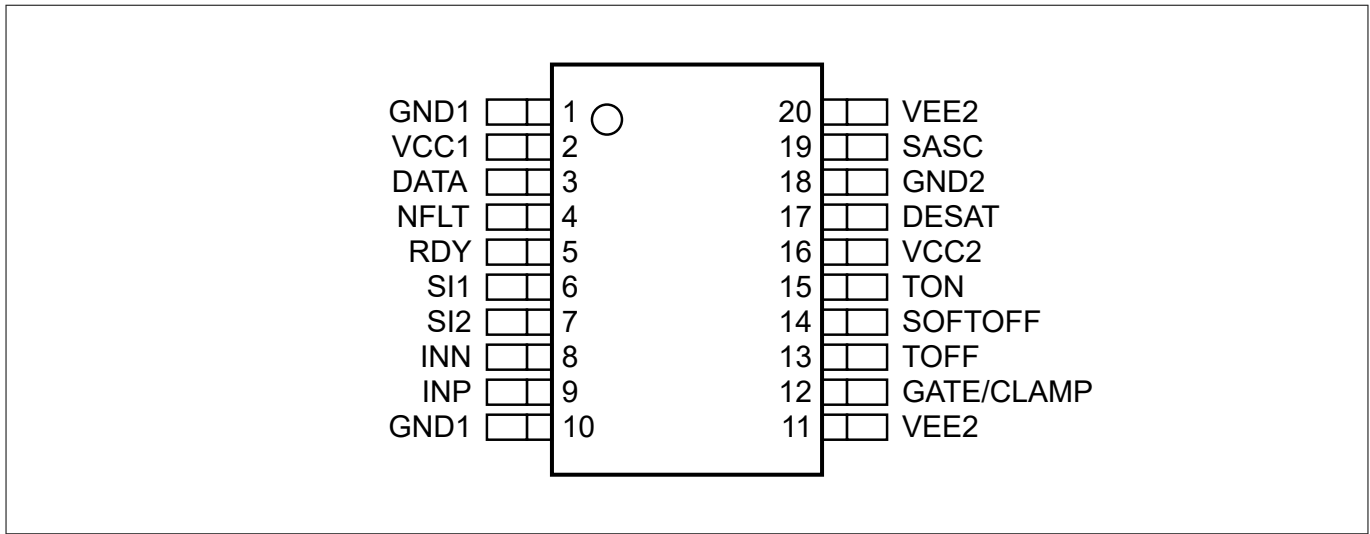 GND1 1 20 VEE2
VCC1 2 19 SASC
DATA 3 18 GND2
NFLT 4 17 DESAT
RDY 5 16 VCC2
SI1 6 15 TON
SI2 7 14 SOFTOFF
INN 8 13 TOFF
INP 9 12 GATE/CLAMP
GND1 10 11 VEE2